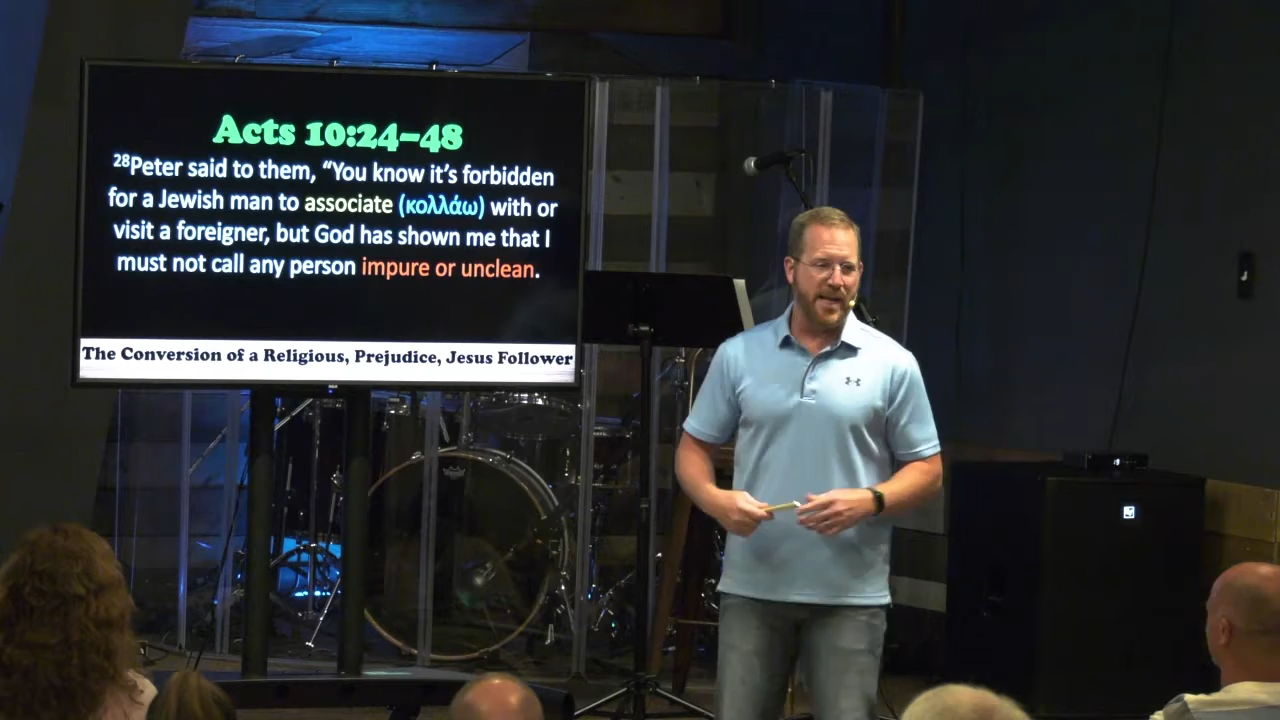 Acts 10:24–48
28Peter said to them, “You know it’s forbidden
for a Jewish man to associate (κολλάω) with or
visit a foreigner, but God has shown me that I
must not call any person impure or unclean.
The Conversion of a Religious, Prejudice, Jesus Follower